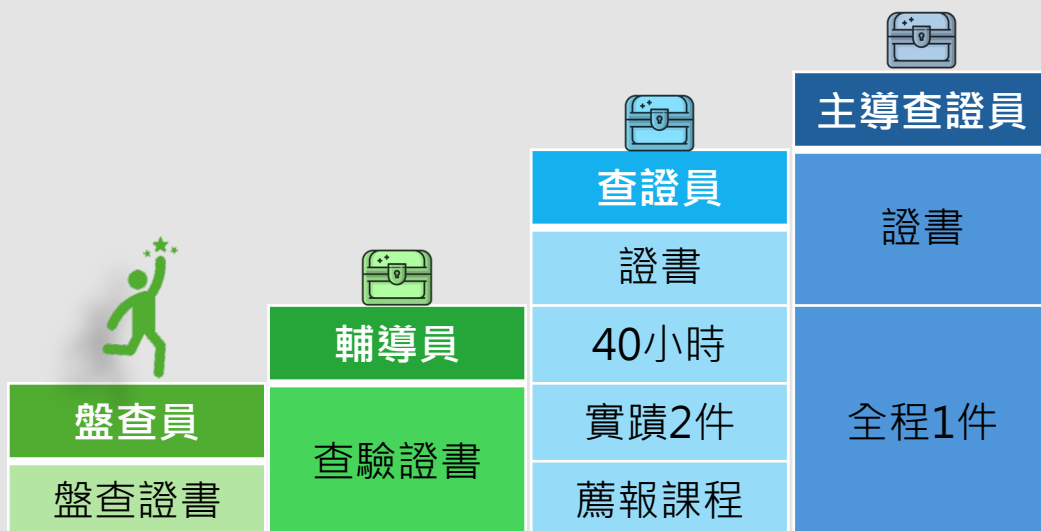 盤查員
盤查證書
輔導員
查驗證書
查證員
證書
40小時
實蹟2件
薦報課程
主導查證員
證書
全程1件